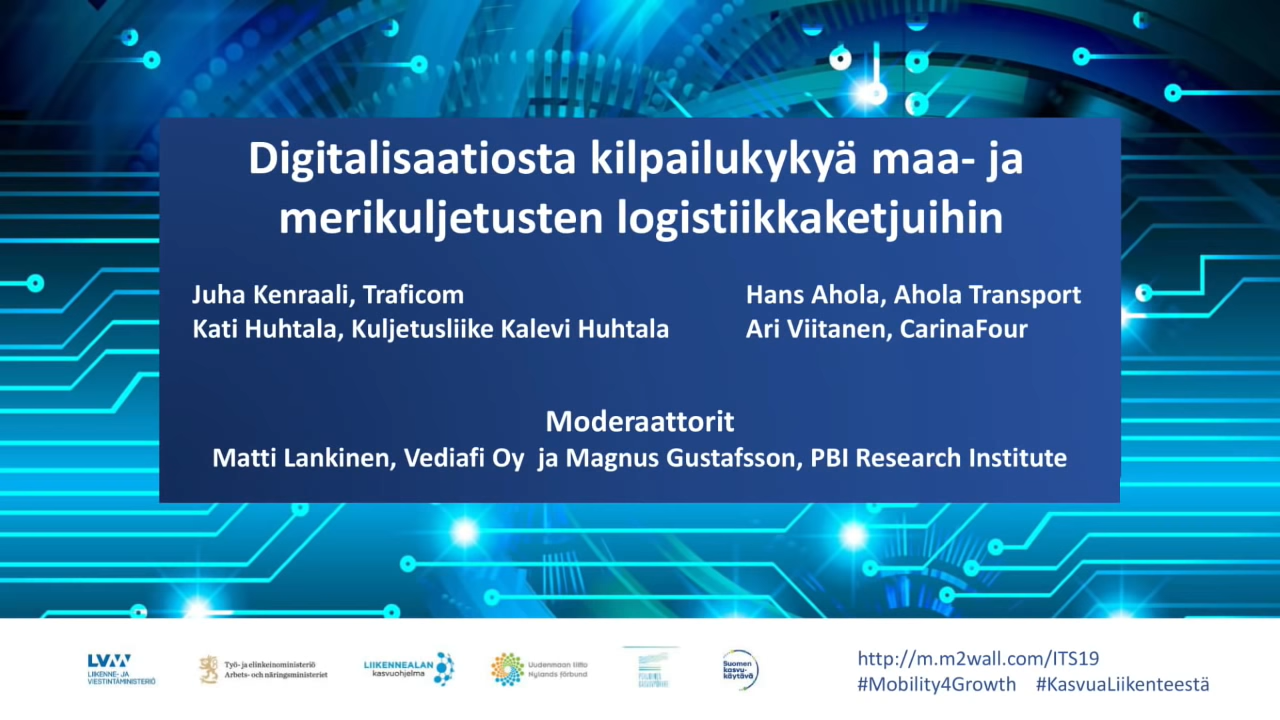 Digitalisaatiosta kilpailukykyä maa- ja
merikuljetusten logistiikkaketjuihin
Juha Kenraali, Traficom
Kati Huhtala, Kuljetusliike Kalevi Huhtala
Hans Ahola, Ahola Transport
Ari Viitanen, CarinaFour
Moderaattorit
Matti Lankinen, Vediafi Oy ja Magnus Gustafsson, PBI Research Institute
LVM
LIIKENNE- JA
VIESTINTÄMINISTERIÖ
Työ- ja elinkeinoministeriö
Arbets- och näringsministeriet
LIIKENNEALAN
kasvuohjelma
Uudenmaan liitto
Nylands förbund
Suomen
kasvu-
käytävä
http://m.m2wall.com/ITS19
#Mobility4Growth #KasvuaLiikenteestä